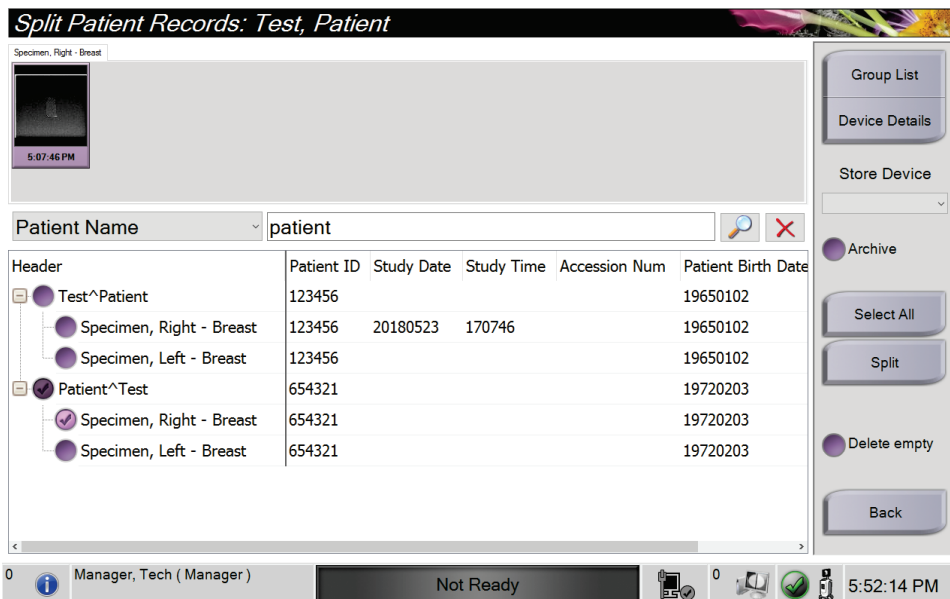 Split Patient Records: Test, Patient
Specimen, Right - Breast
5:07:46 PM
Group List
Device Details
Store Device
Archive
Select All
Split
Delete empty
Back
Patient Name patient
Header Patient ID Study Date Study Time Accession Num Patient Birth Date
Test^Patient 123456 19650102
Specimen, Right - Breast 123456 20180523 170746 19650102
Specimen, Left - Breast 123456 19650102
Patient^Test 654321 19720203
Specimen, Right - Breast 654321 19720203
Specimen, Left - Breast 654321 19720203
0 Manager, Tech ( Manager ) Not Ready 0 5:52:14 PM